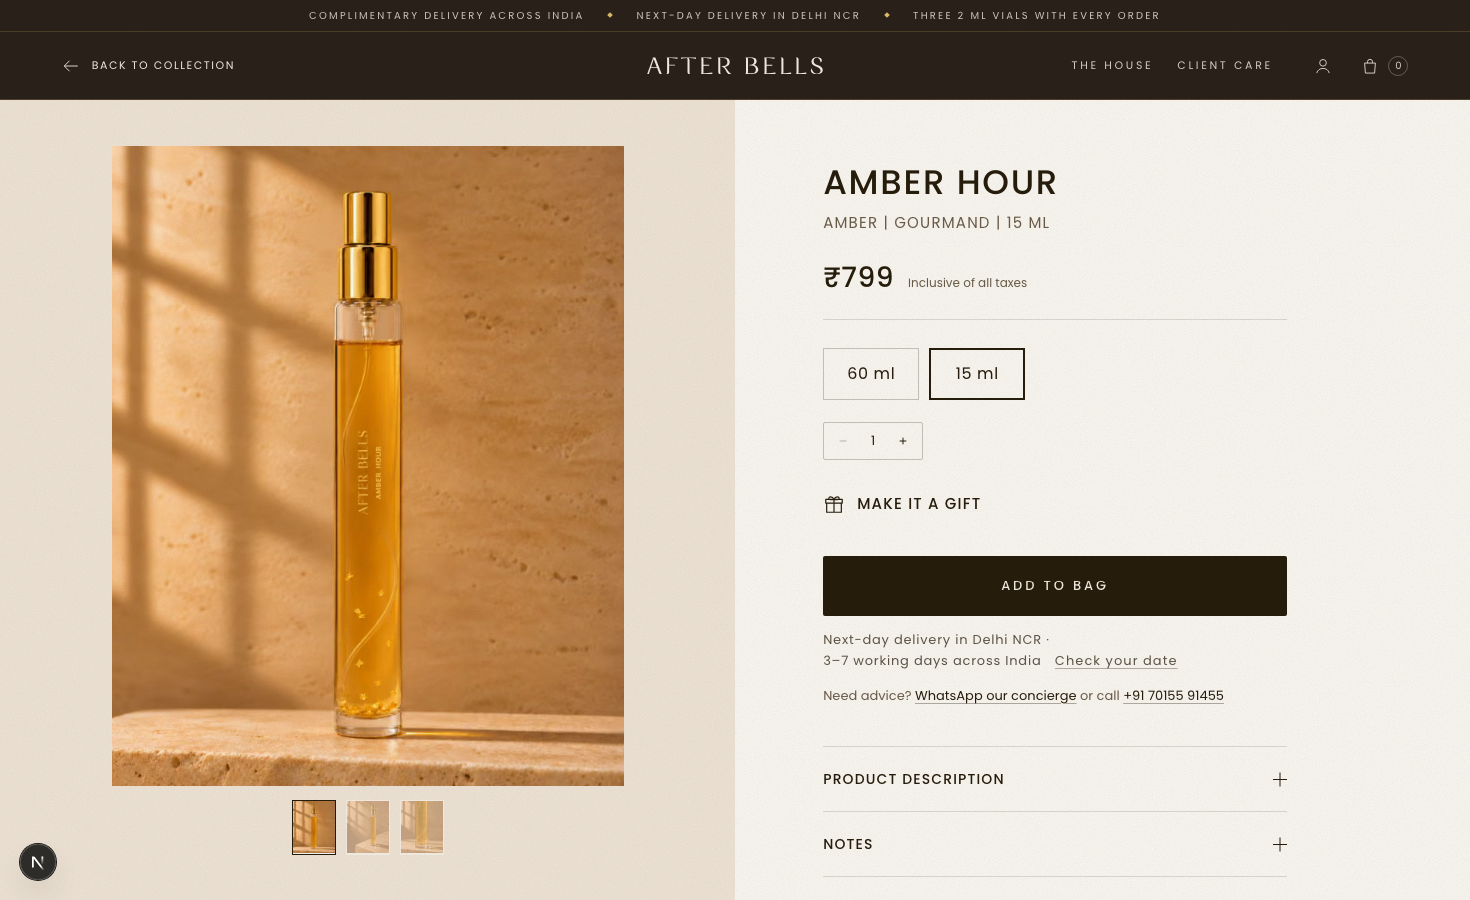 COMPLIMENTARY DELIVERY ACROSS INDIA ◆ NEXT-DAY DELIVERY IN DELHI NCR ◆ THREE 2 ML VIALS WITH EVERY ORDER
BACK TO COLLECTION
AFTER BELLS
THE HOUSE
CLIENT CARE
0
AFTER BELLS
AMBER HOUR
AMBER HOUR
AMBER | GOURMAND | 15 ML
₹799 Inclusive of all taxes
60 ml
15 ml
− 1 +
MAKE IT A GIFT
ADD TO BAG
Next-day delivery in Delhi NCR ·
3–7 working days across India Check your date
Need advice? WhatsApp our concierge or call +91 70155 91455
PRODUCT DESCRIPTION
NOTES
N